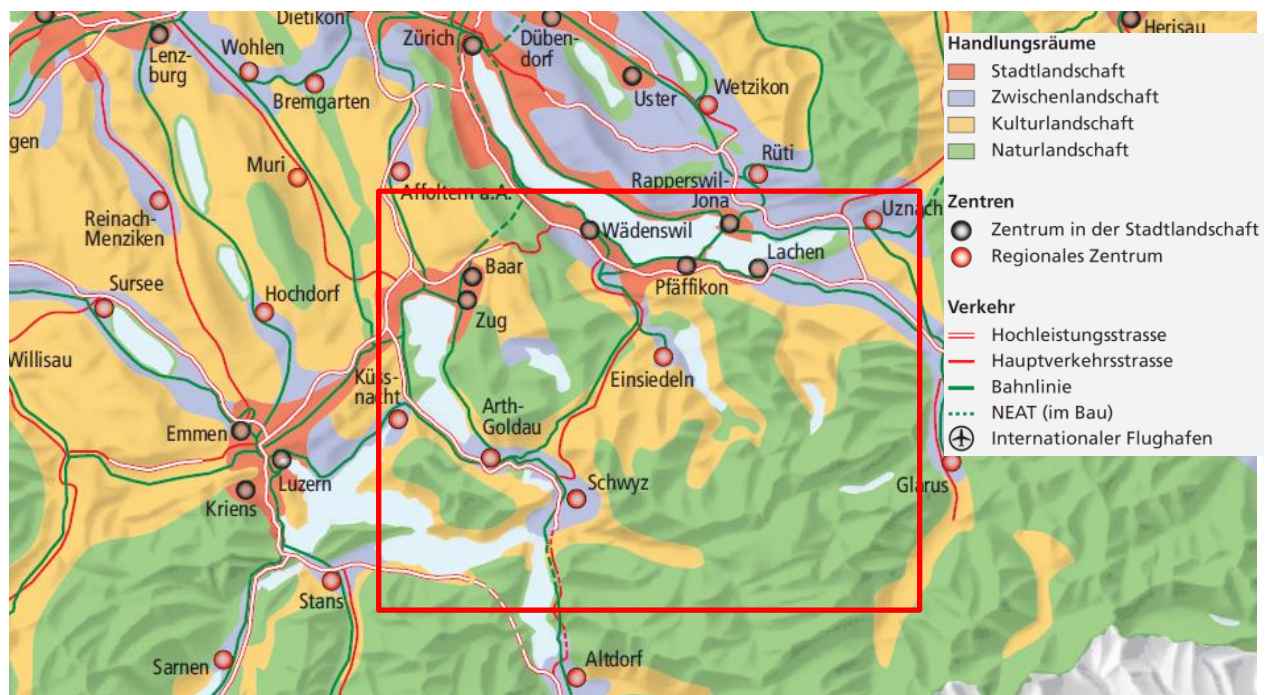 Dietikon
Zürich
Düben-
dorf
Herisau
Lenz-
burg
Wohlen
Bremgarten
Uster
Wetzikon
gen
Muri
Affoltern a.A.
Rüti
Rapperswil-
Jona
Uznach
Reinach-
Menziken
Wädenswil
Lachen
Pfäffikon
Baar
Zug
Sursee
Hochdorf
Willisau
Küss-
nacht
Einsiedeln
Arth-
Goldau
Emmen
Luzern
Kriens
Schwyz
Glarus
Stans
Sarnen
Altdorf
Handlungsräume
Stadtlandschaft
Zwischenlandschaft
Kulturlandschaft
Naturlandschaft
Zentren
Zentrum in der Stadtlandschaft
Regionales Zentrum
Verkehr
Hochleistungsstrasse
Hauptverkehrsstrasse
Bahnlinie
NEAT (im Bau)
Internationaler Flughafen